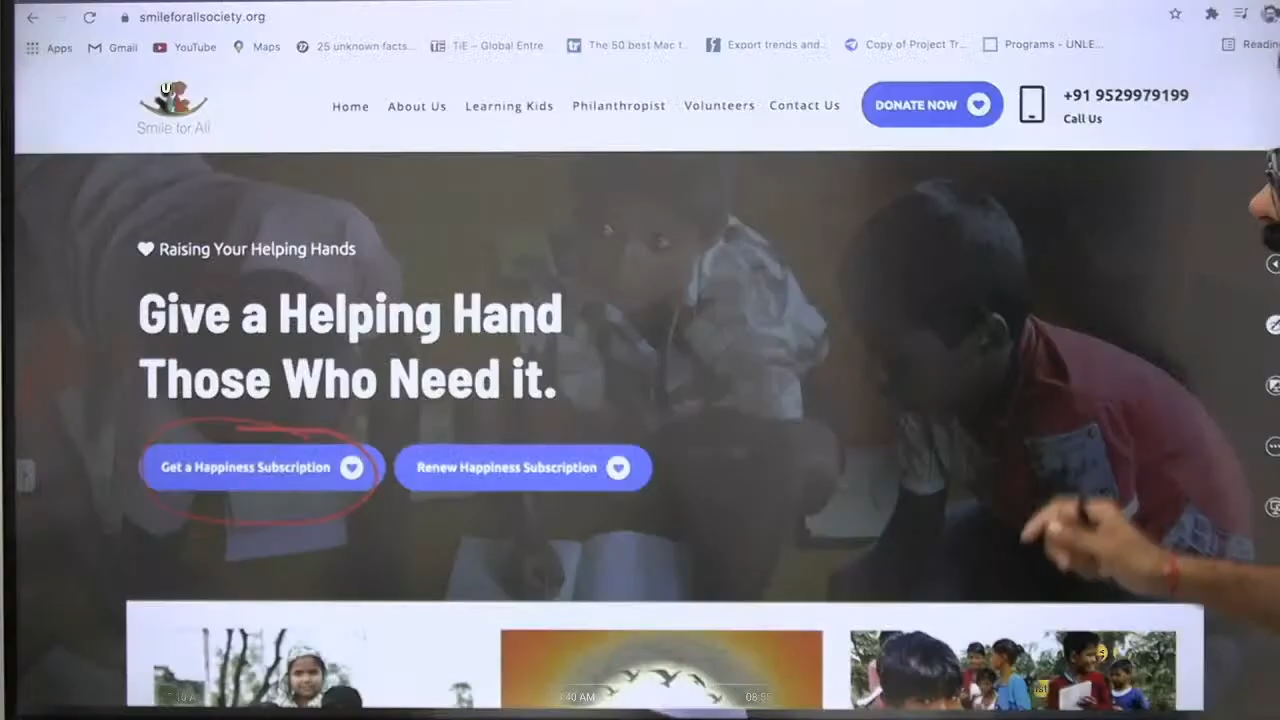 smileforallsociety.org
Apps Gmail YouTube Maps 25 unknown facts... TiE – Global Entre The 50 best Mac t... Export trends and... Copy of Project Tr... Programs - UNLE...
Smile for All
Home About Us Learning Kids Philanthropist Volunteers Contact Us DONATE NOW
+91 9529979199
Call Us
Raising Your Helping Hands
Give a Helping Hand
Those Who Need it.
Get a Happiness Subscription Renew Happiness Subscription